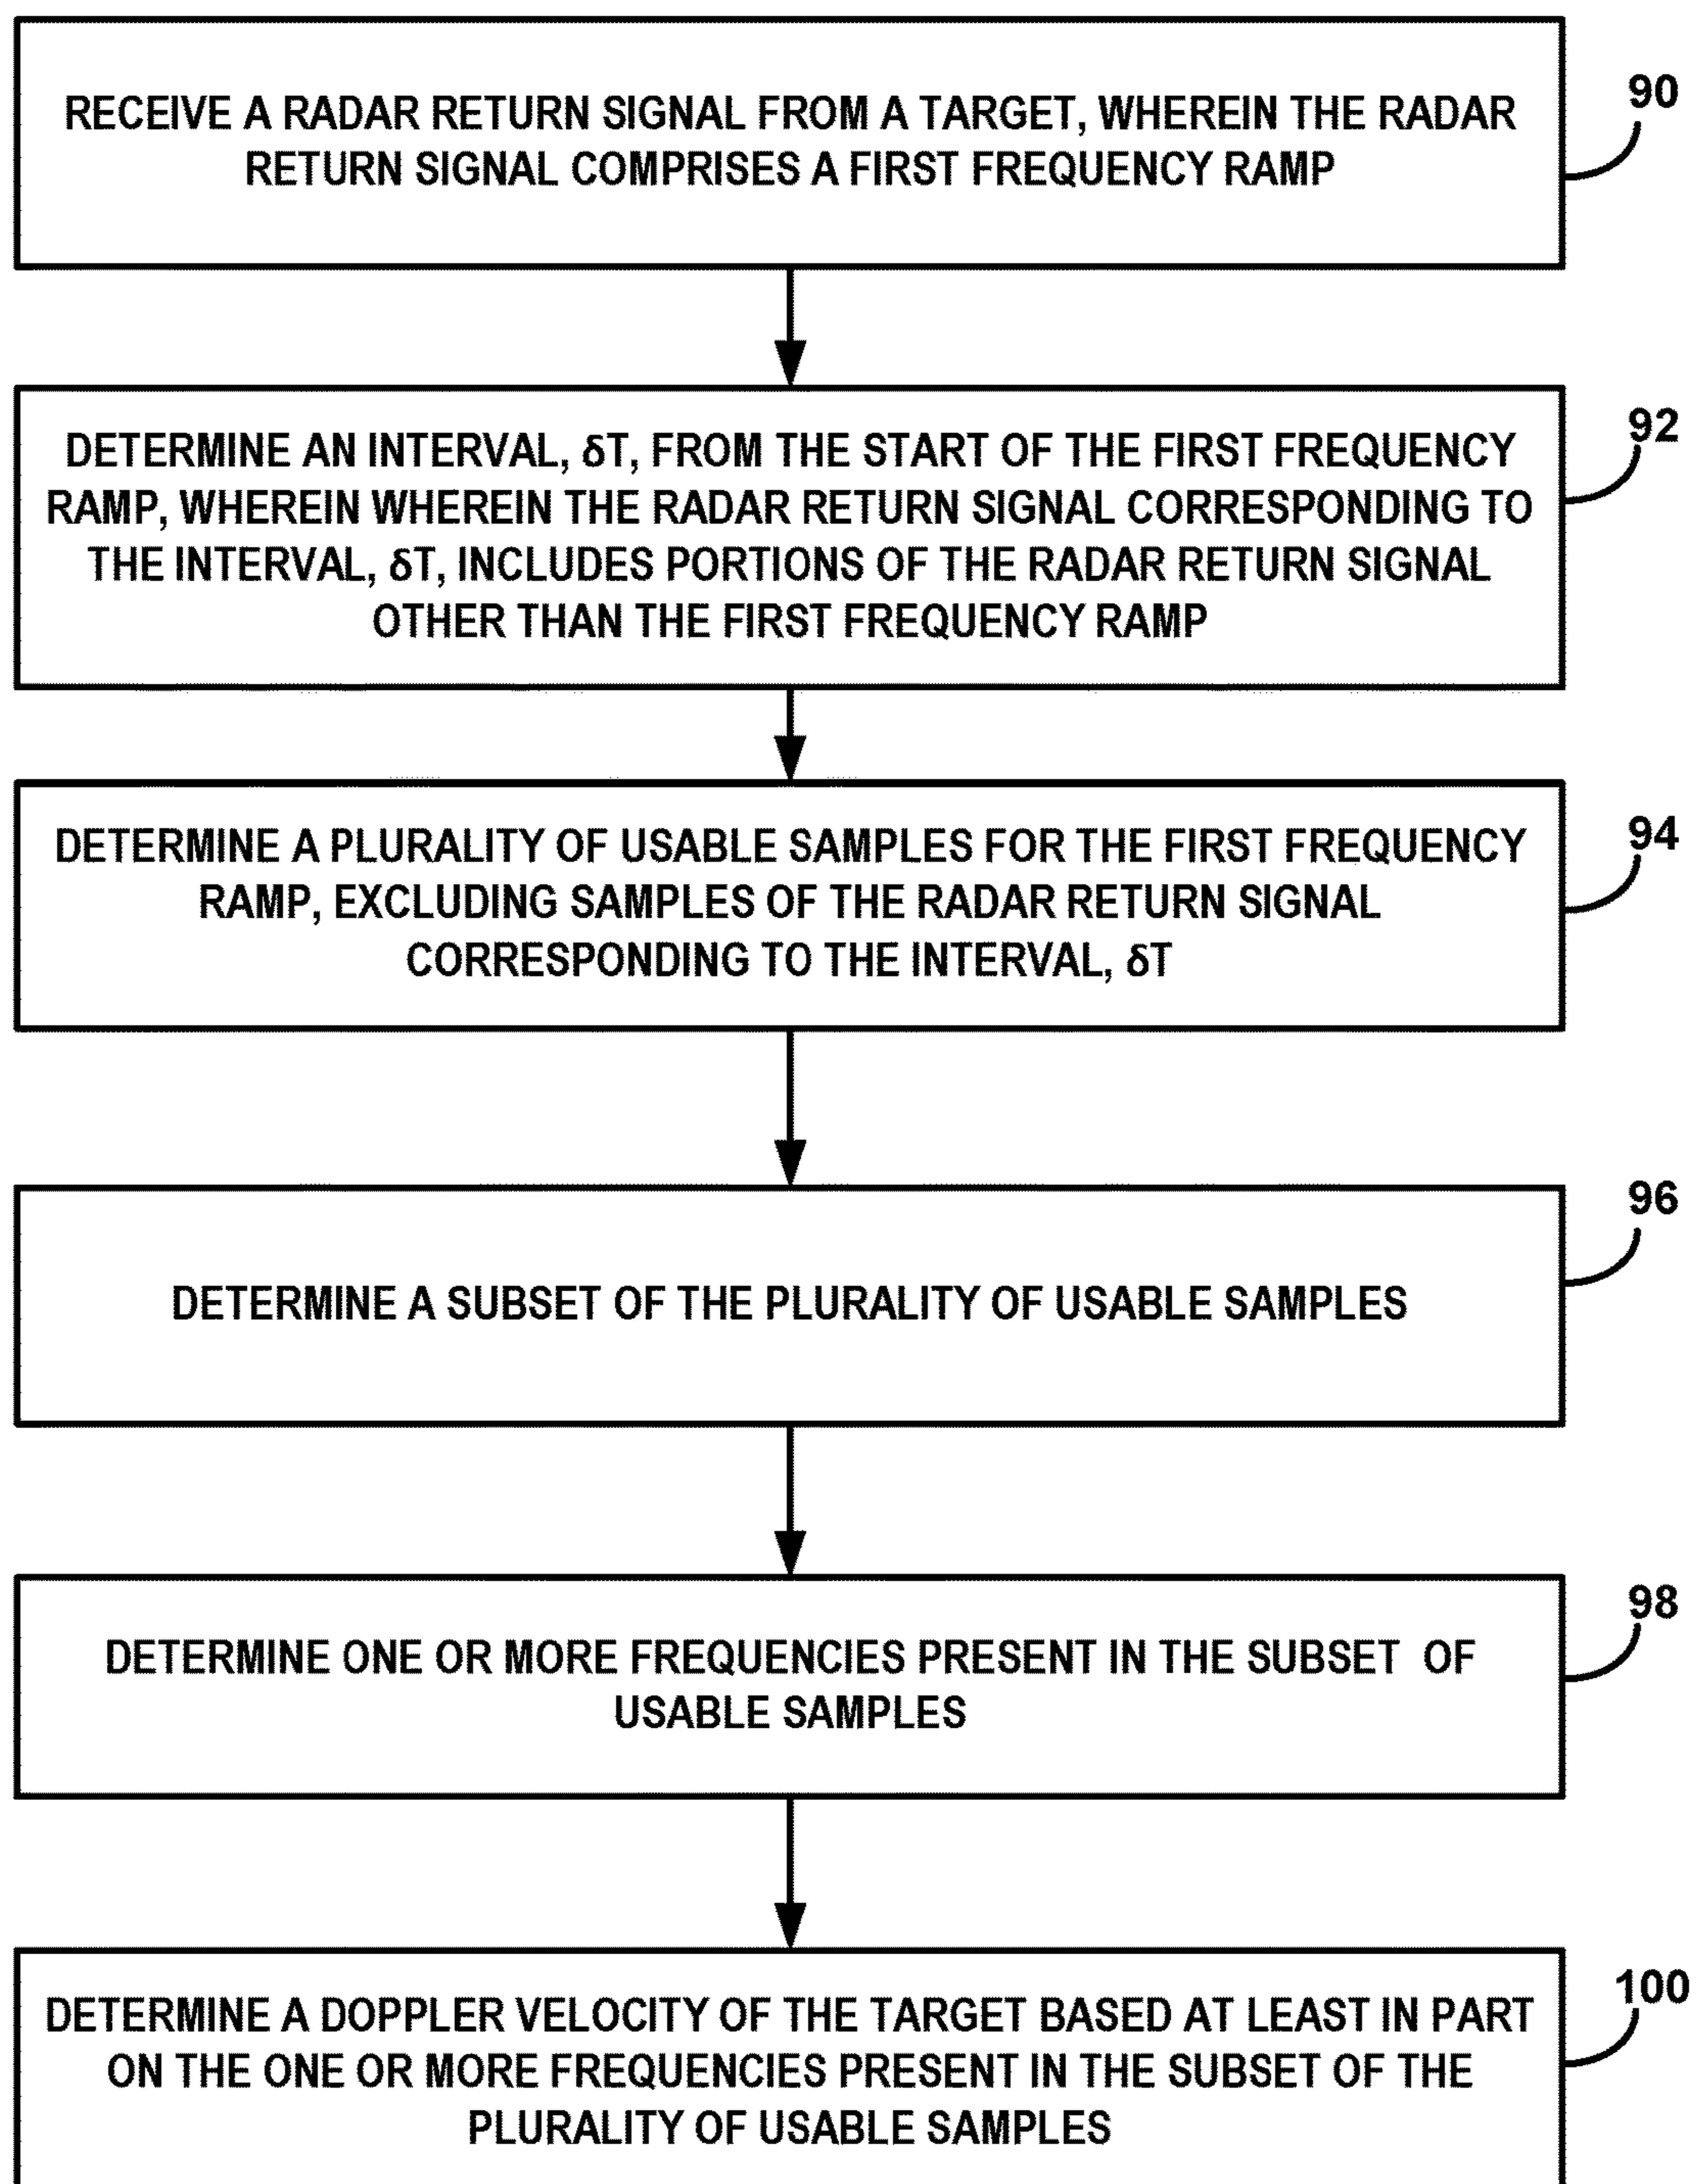 RECEIVE A RADAR RETURN SIGNAL FROM A TARGET, WHEREIN THE RADAR
RETURN SIGNAL COMPRISES A FIRST FREQUENCY RAMP
90
DETERMINE AN INTERVAL, δT, FROM THE START OF THE FIRST FREQUENCY
RAMP, WHEREIN WHEREIN THE RADAR RETURN SIGNAL CORRESPONDING TO
THE INTERVAL, δT, INCLUDES PORTIONS OF THE RADAR RETURN SIGNAL
OTHER THAN THE FIRST FREQUENCY RAMP
92
DETERMINE A PLURALITY OF USABLE SAMPLES FOR THE FIRST FREQUENCY
RAMP, EXCLUDING SAMPLES OF THE RADAR RETURN SIGNAL
CORRESPONDING TO THE INTERVAL, δT
94
DETERMINE A SUBSET OF THE PLURALITY OF USABLE SAMPLES
96
DETERMINE ONE OR MORE FREQUENCIES PRESENT IN THE SUBSET OF
USABLE SAMPLES
98
DETERMINE A DOPPLER VELOCITY OF THE TARGET BASED AT LEAST IN PART
ON THE ONE OR MORE FREQUENCIES PRESENT IN THE SUBSET OF THE
PLURALITY OF USABLE SAMPLES
100